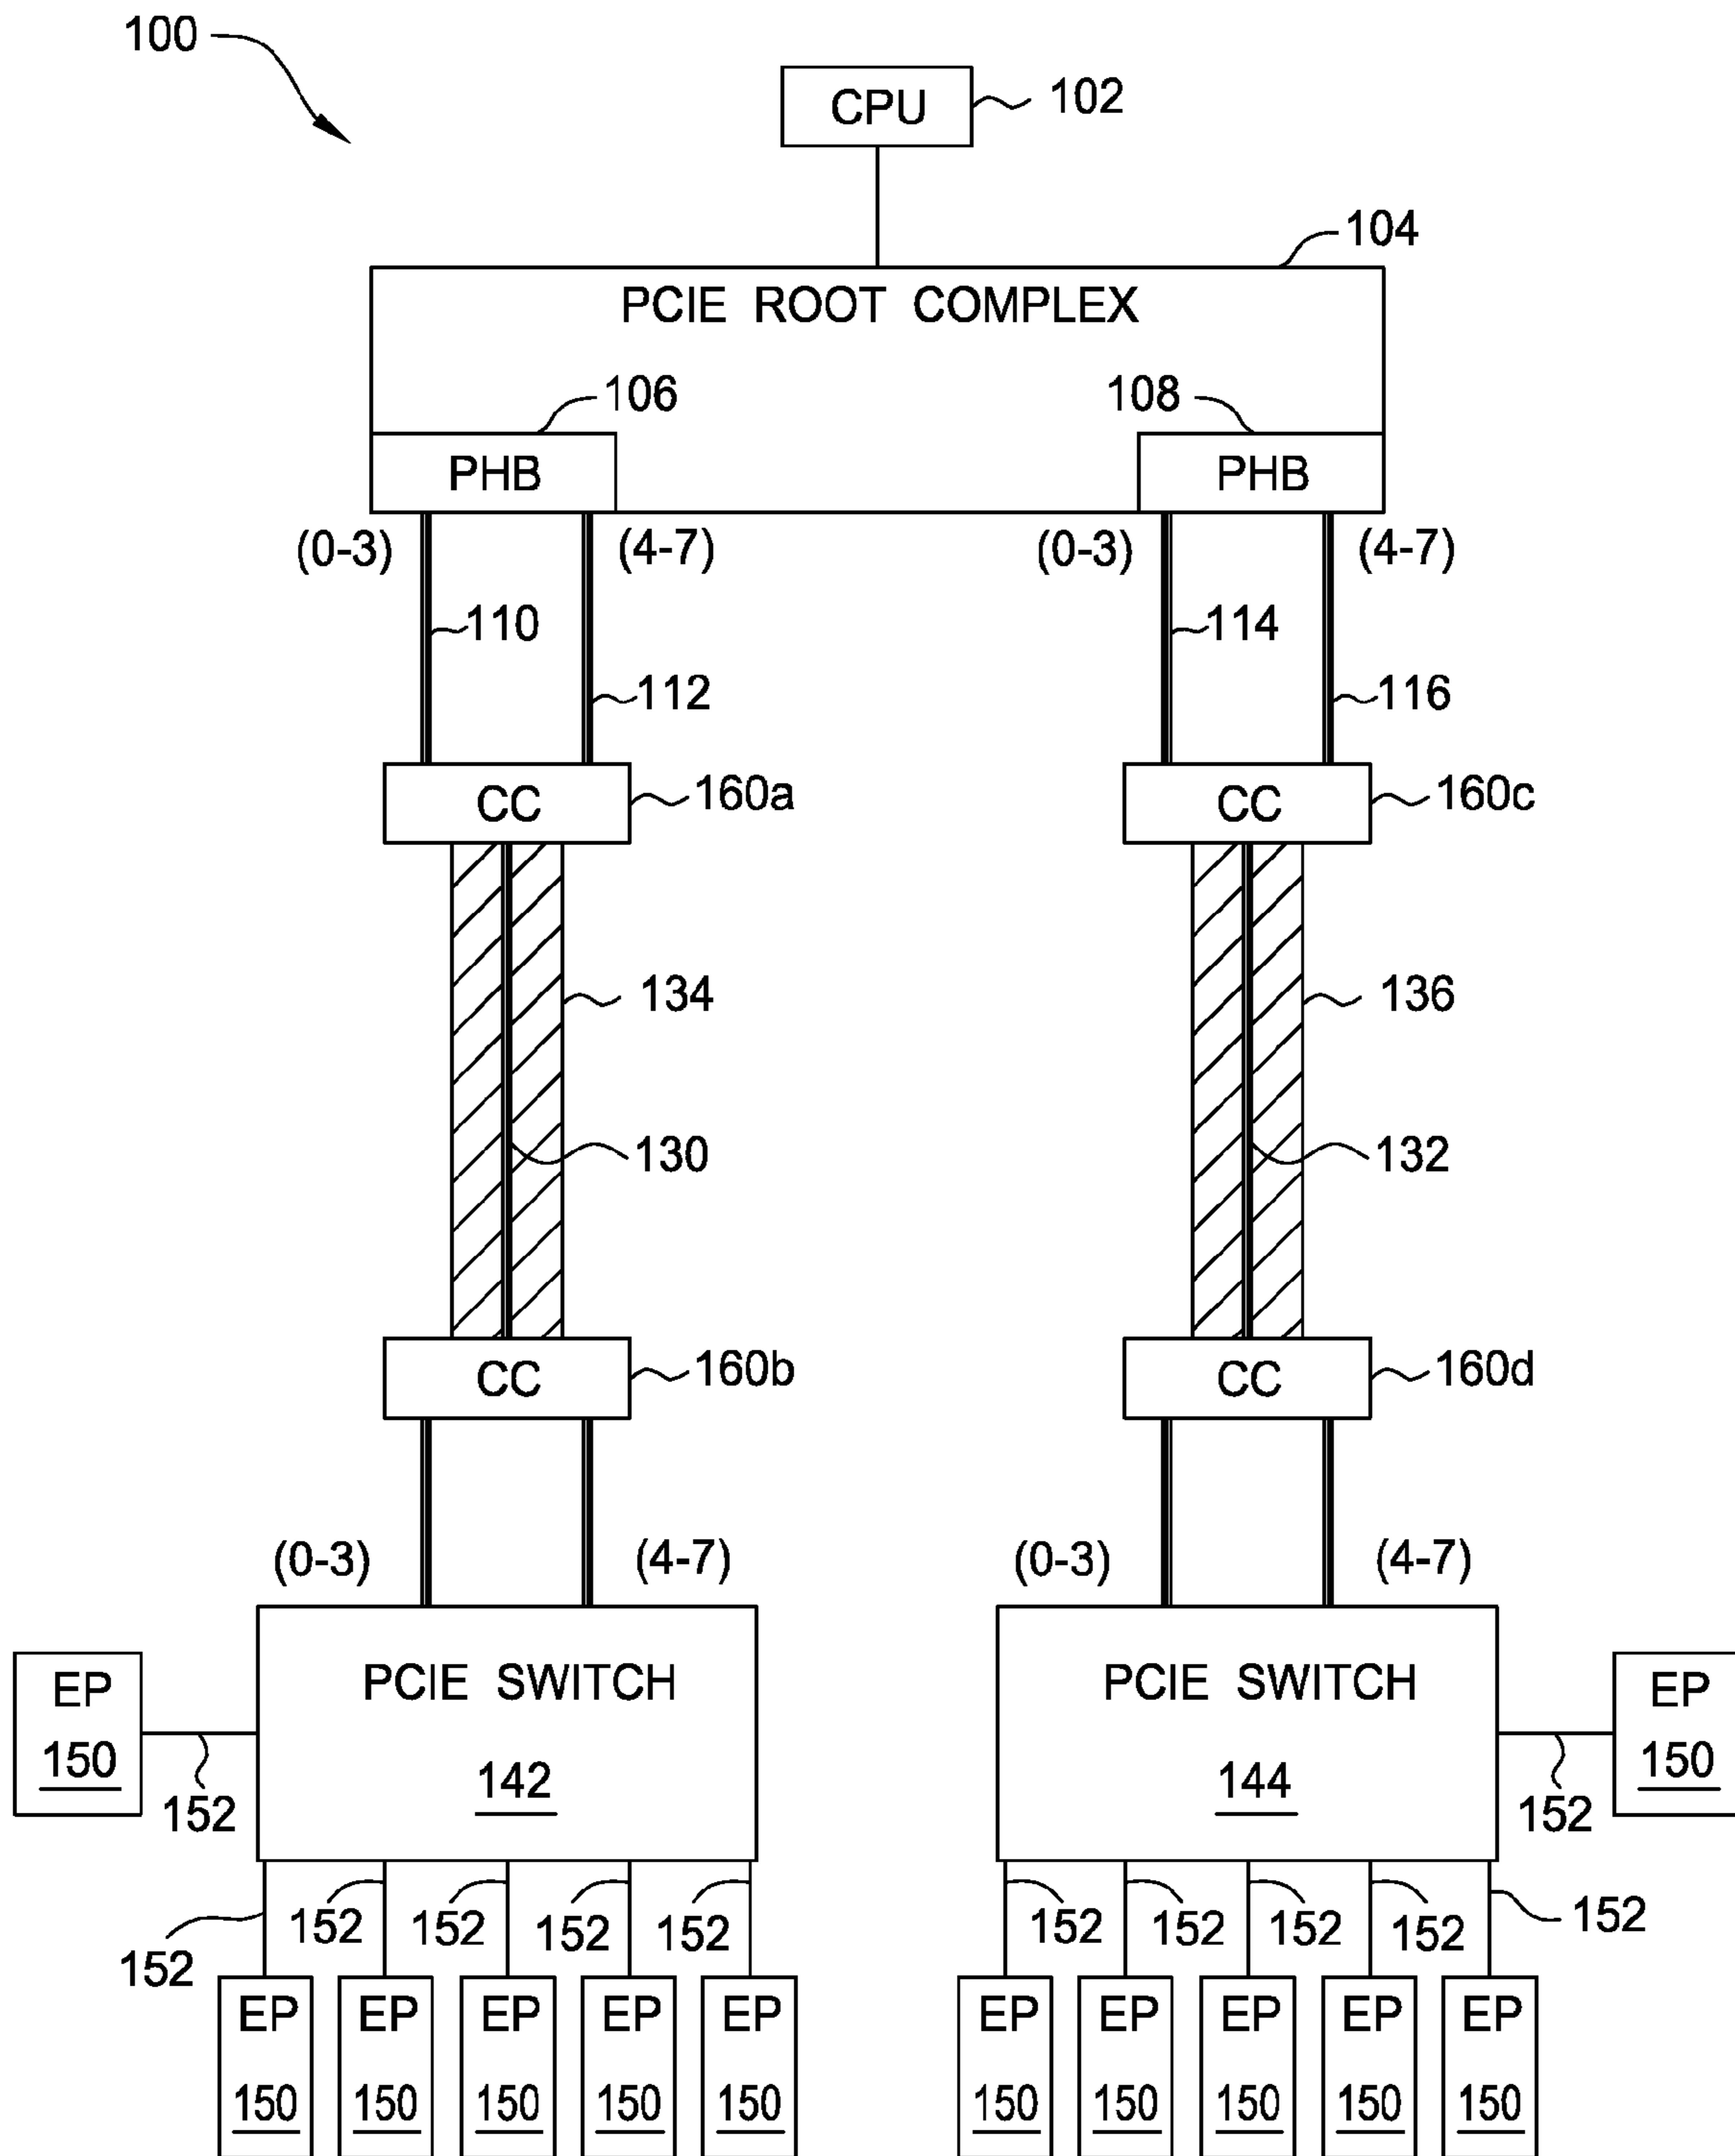 100
CPU
102
104
PCIE ROOT COMPLEX
106
108
PHB
PHB
(0-3)
(4-7)
(0-3)
(4-7)
110
114
112
116
CC
160a
CC
160c
134
136
130
132
CC
160b
CC
160d
(0-3)
(4-7)
(0-3)
(4-7)
EP
150
152
PCIE SWITCH
142
PCIE SWITCH
144
152
EP
150
152
152
152
152
152
152
152
152
152
152
EP
150
EP
150
EP
150
EP
150
EP
150
EP
150
EP
150
EP
150
EP
150
EP
150